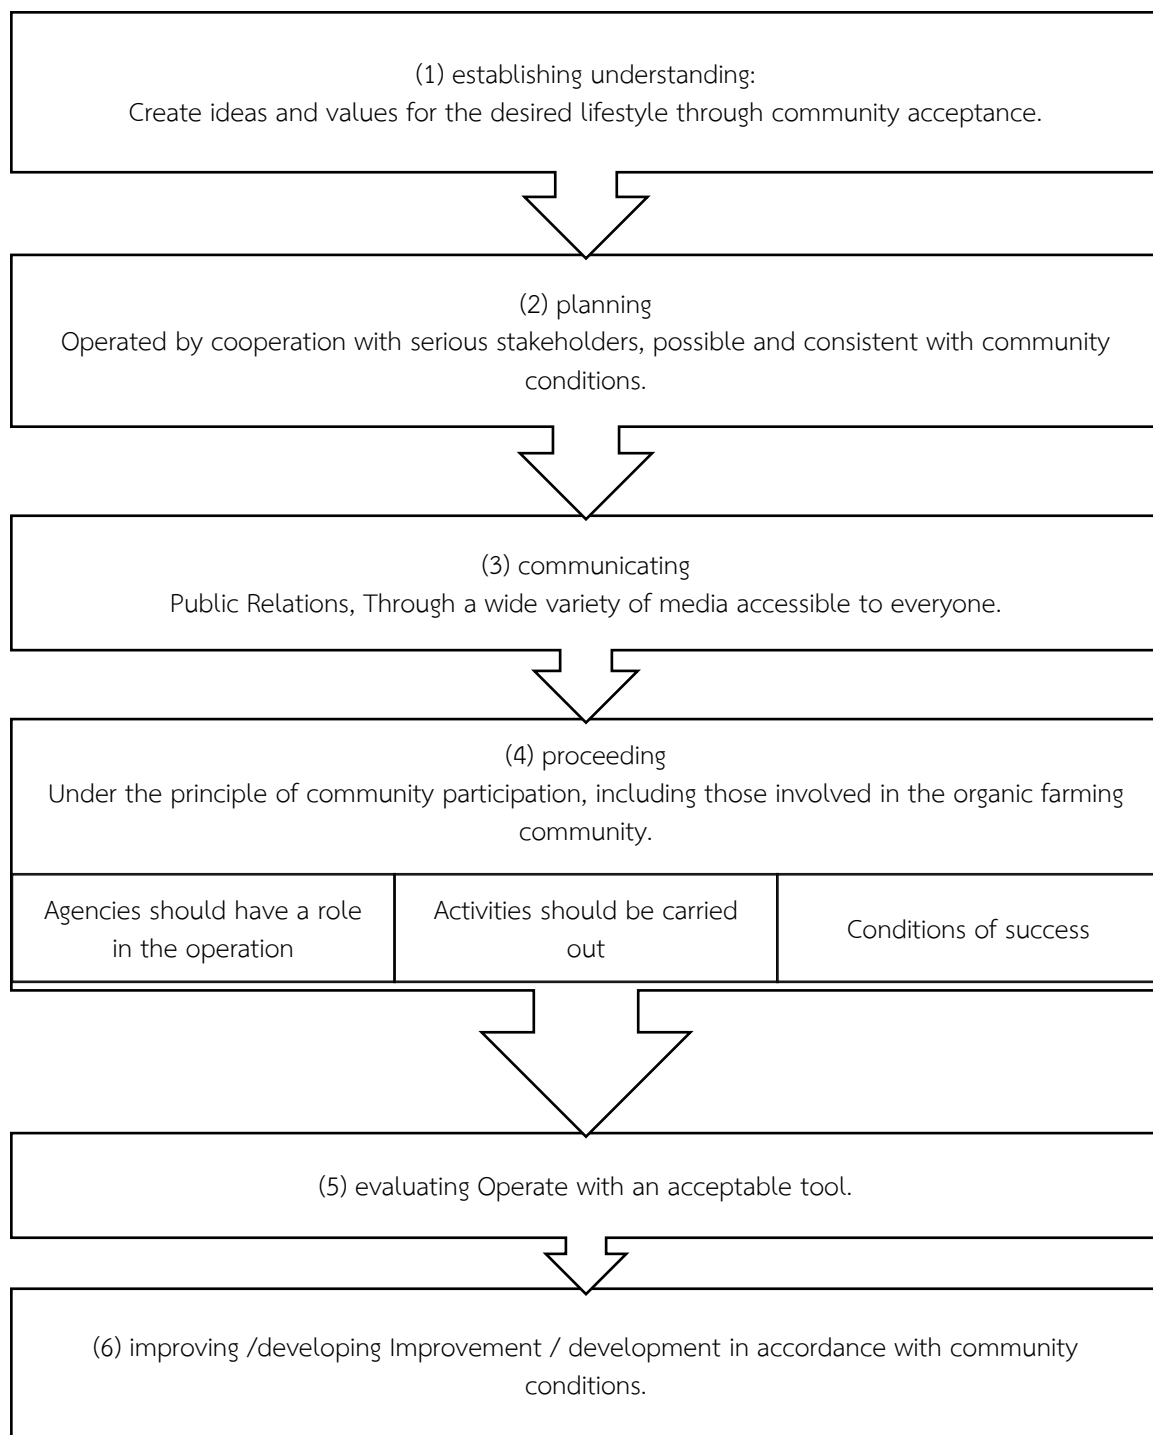 (1) establishing understanding:
Create ideas and values for the desired lifestyle through community acceptance.
(2) planning
Operated by cooperation with serious stakeholders, possible and consistent with community
conditions.
(3) communicating
Public Relations, Through a wide variety of media accessible to everyone.
(4) proceeding
Under the principle of community participation, including those involved in the organic farming
community.
Agencies should have a role
in the operation
Activities should be carried
out
Conditions of success
(5) evaluating Operate with an acceptable tool.
(6) improving /developing Improvement / development in accordance with community
conditions.